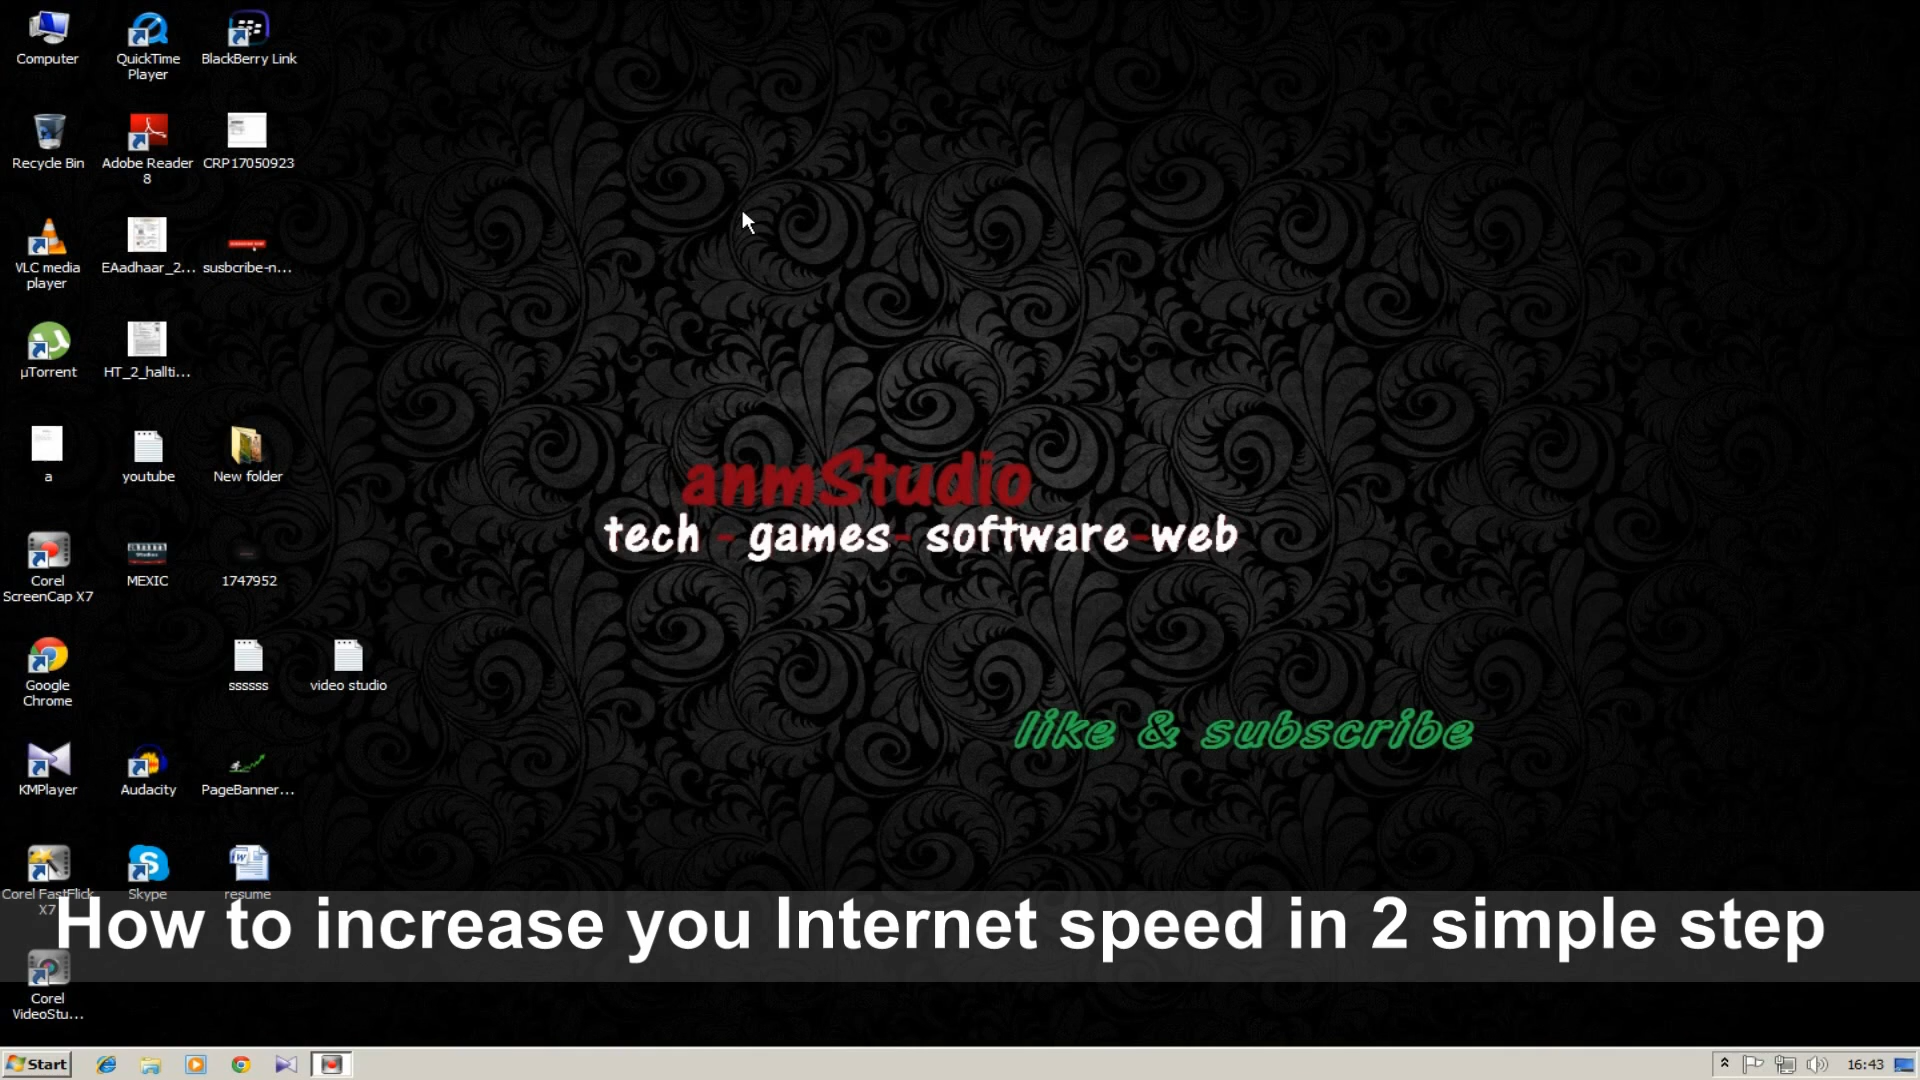 Computer
QuickTime
Player
BlackBerry Link
Recycle Bin
Adobe Reader
8
CRP17050923
VLC media
player
EAadhaar_2...
susbcribe-n...
µTorrent
HT_2_hallti...
a
youtube
New folder
anmStudio
tech - games- software-web
Corel
ScreenCap X7
MEXIC
1747952
Google
Chrome
ssssss
video studio
like & subscribe
KMPlayer
Audacity
PageBanner...
Corel FastFlick
X7
Skype
resume
How to increase you Internet speed in 2 simple step
Corel
VideoStu...
Start
16:43